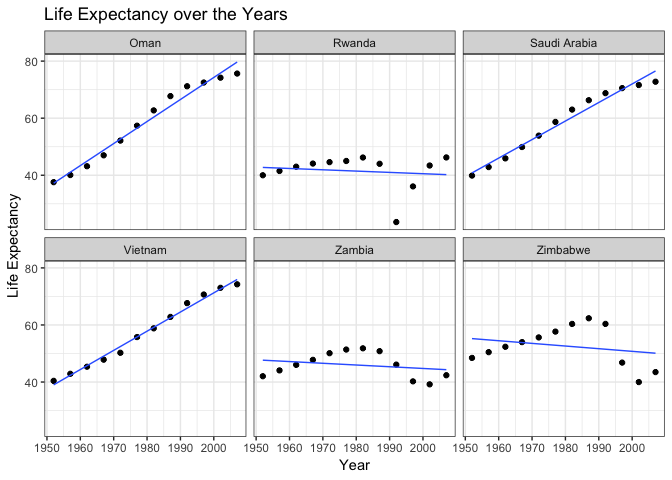 Life Expectancy over the Years
Oman Rwanda Saudi Arabia
80
60
40
Vietnam Zambia Zimbabwe
80
60
40
Life Expectancy
1950 1960 1970 1980 1990 2000 1950 1960 1970 1980 1990 2000 1950 1960 1970 1980 1990 2000
Year